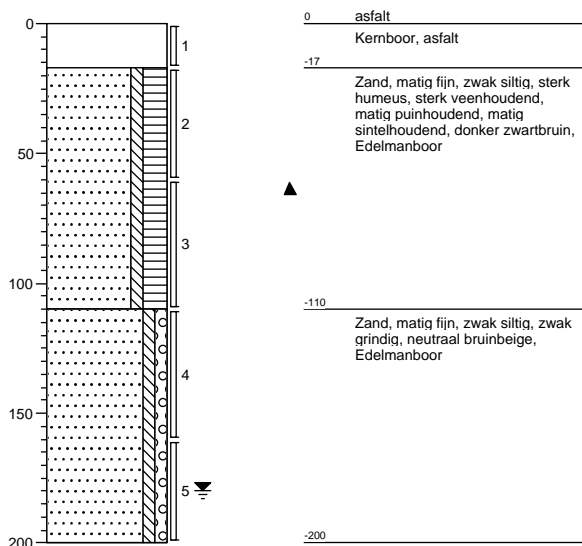 0
50
100
150
200
1
2
3
4
5
0 asfalt
Kernboor, asfalt
-17
Zand, matig fijn, zwak siltig, sterk
humeus, sterk veenhoudend,
matig puinhoudend, matig
sintelhoudend, donker zwartbruin,
Edelmanboor
-110
Zand, matig fijn, zwak siltig, zwak
grindig, neutraal bruinbeige,
Edelmanboor
-200